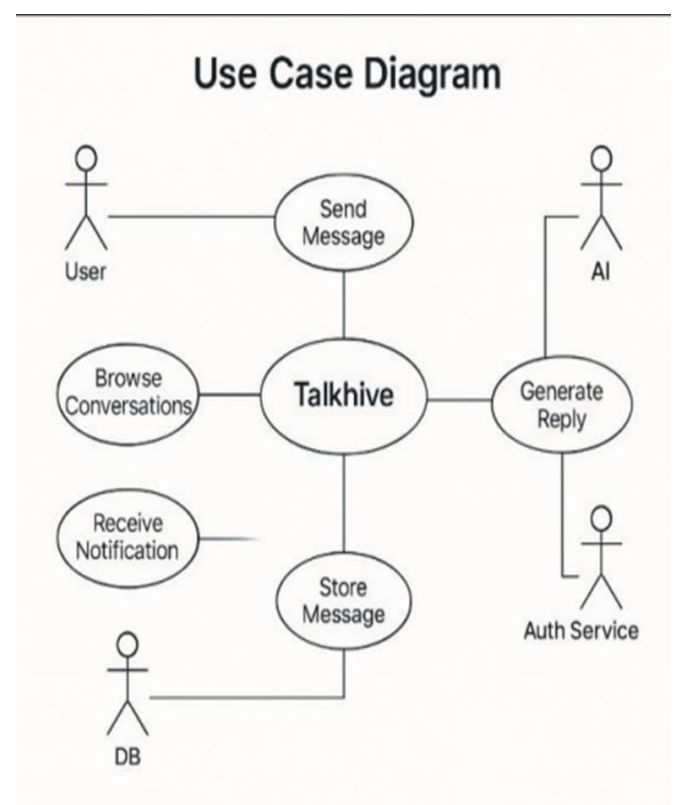 Use Case Diagram
Send
Message
User
AI
Browse
Conversations
Talkhive
Generate
Reply
Receive
Notification
Store
Message
Auth Service
DB